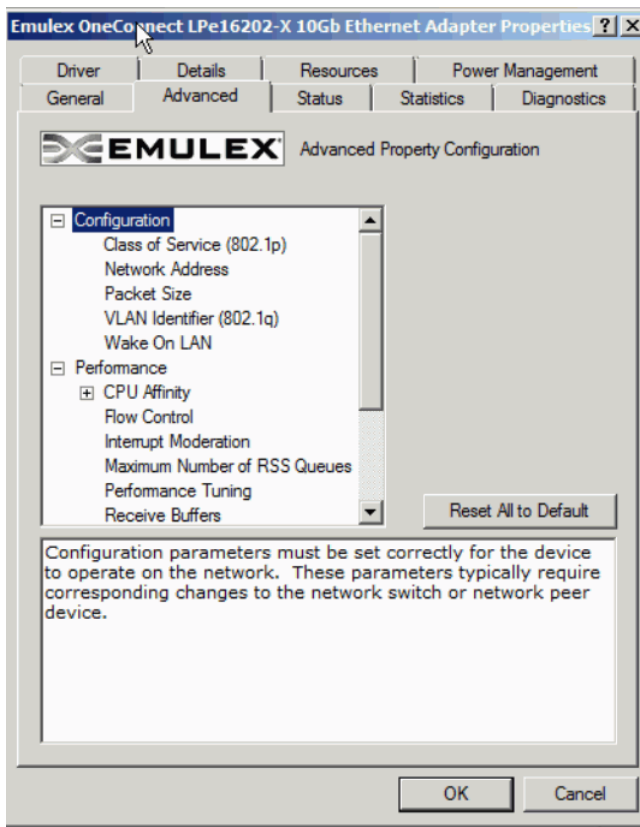 Emulex OneConnect LPe16202-X 10Gb Ethernet Adapter Properties
Driver Details Resources Power Management
General Advanced Status Statistics Diagnostics
EMULEX Advanced Property Configuration
Configuration
Class of Service (802.1p)
Network Address
Packet Size
VLAN Identifier (802.1q)
Wake On LAN
Performance
CPU Affinity
Flow Control
Interrupt Moderation
Maximum Number of RSS Queues
Performance Tuning
Receive Buffers
Reset All to Default
Configuration parameters must be set correctly for the device
to operate on the network. These parameters typically require
corresponding changes to the network switch or network peer
device.
OK Cancel